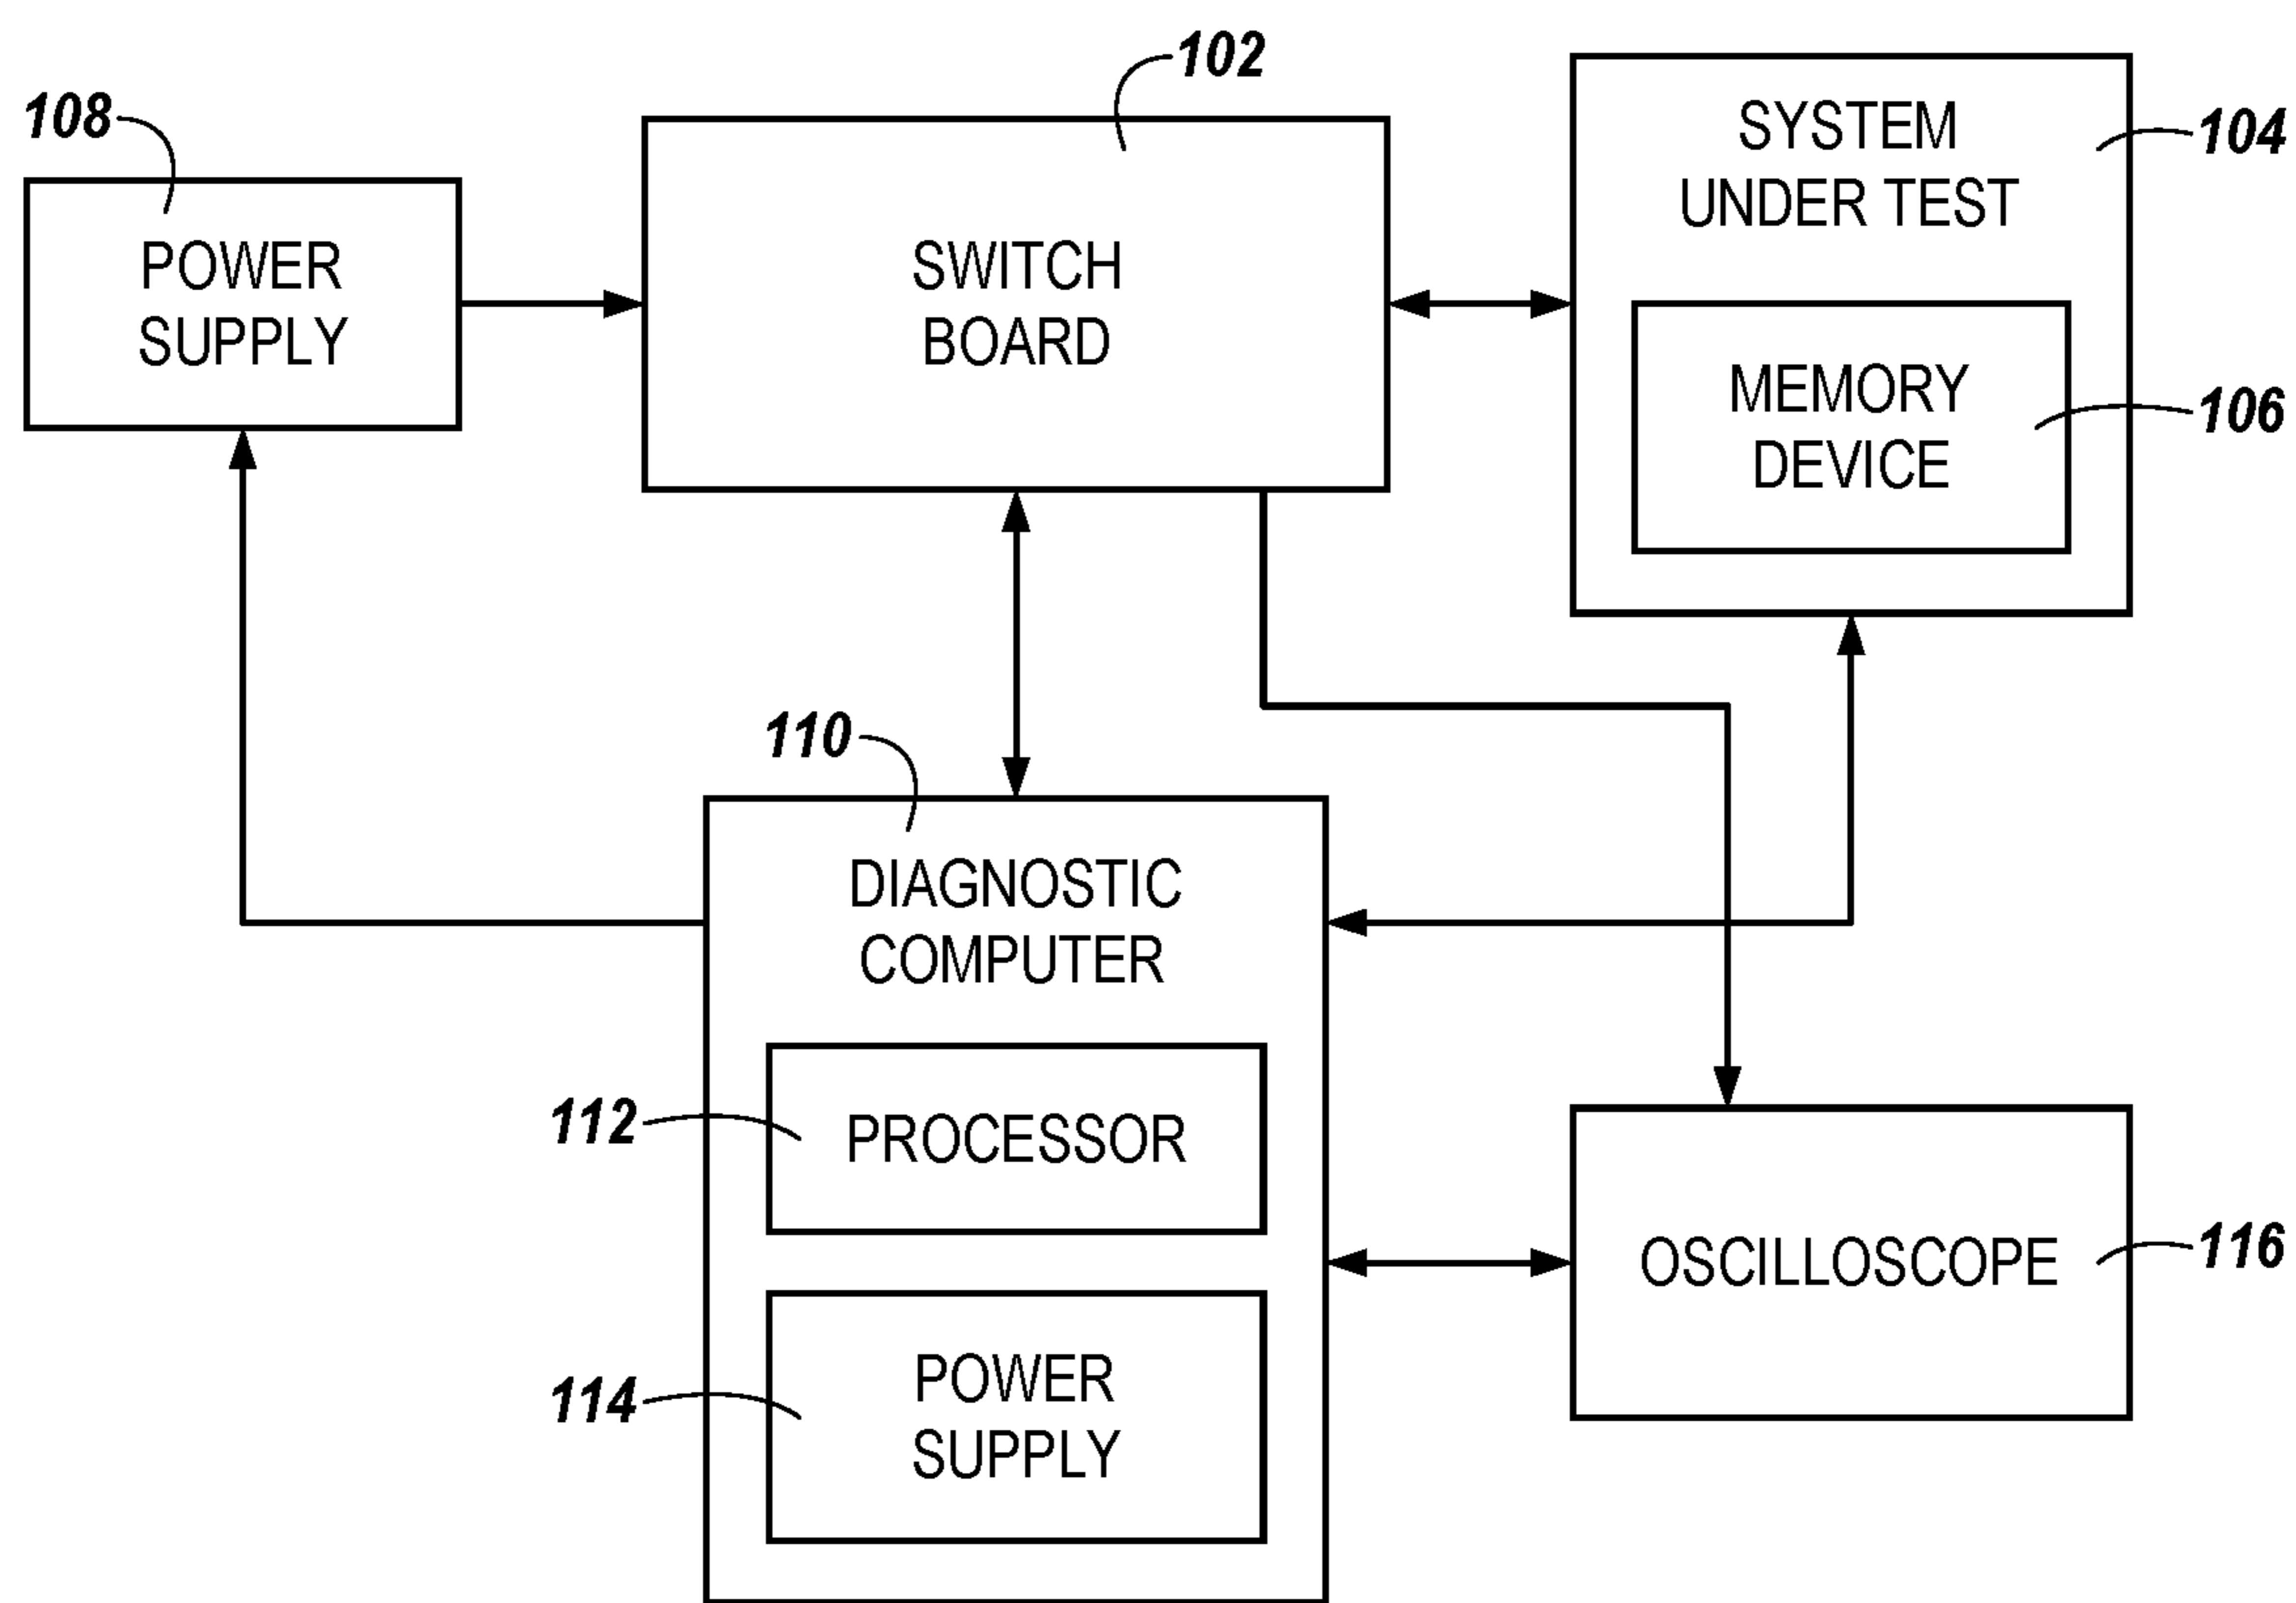 102
108
104
SYSTEM
UNDER TEST
POWER
SUPPLY
SWITCH
BOARD
MEMORY
DEVICE
106
110
DIAGNOSTIC
COMPUTER
112
PROCESSOR
116
OSCILLOSCOPE
114
POWER
SUPPLY